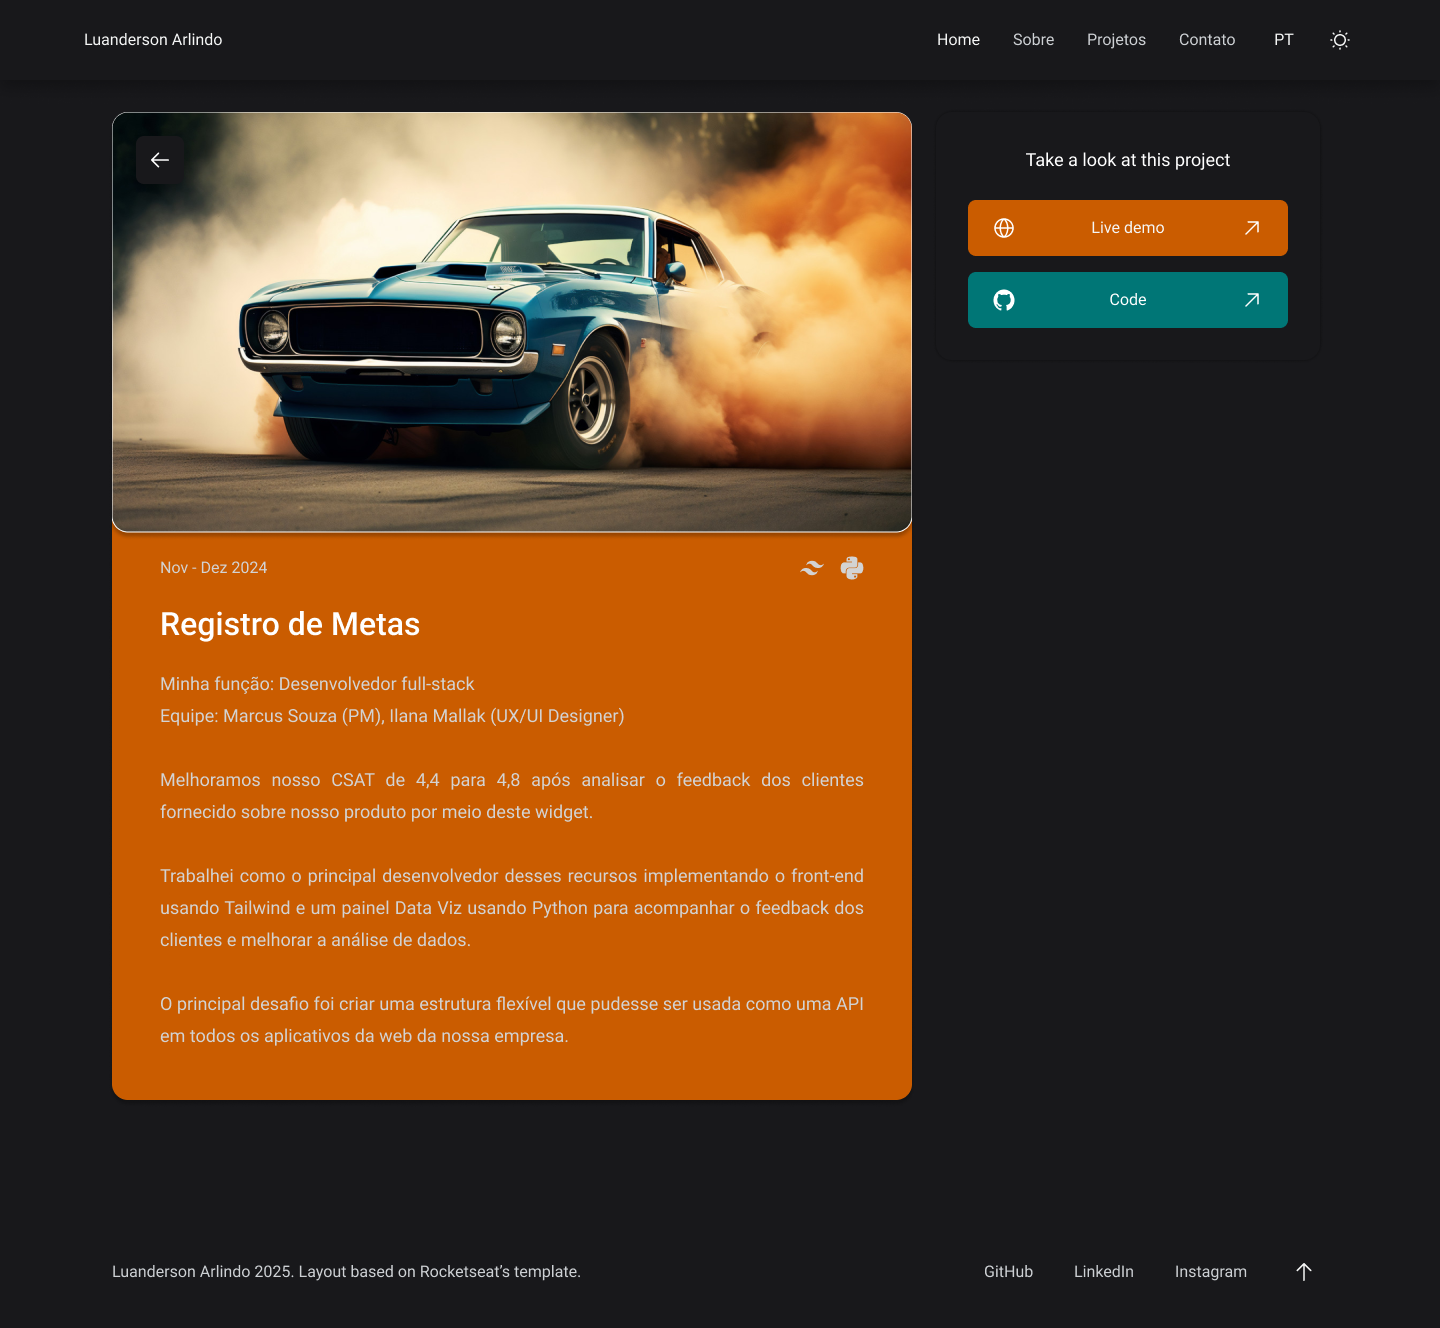 Luanderson Arlindo
Home Sobre Projetos Contato PT
Take a look at this project
Live demo
Code
Nov - Dez 2024
Registro de Metas
Minha função: Desenvolvedor full-stack
Equipe: Marcus Souza (PM), Ilana Mallak (UX/UI Designer)
Melhoramos nosso CSAT de 4,4 para 4,8 após analisar o feedback dos clientes
fornecido sobre nosso produto por meio deste widget.
Trabalhei como o principal desenvolvedor desses recursos implementando o front-end
usando Tailwind e um painel Data Viz usando Python para acompanhar o feedback dos
clientes e melhorar a análise de dados.
O principal desafio foi criar uma estrutura flexível que pudesse ser usada como uma API
em todos os aplicativos da web da nossa empresa.
Luanderson Arlindo 2025. Layout based on Rocketseat’s template.
GitHub LinkedIn Instagram